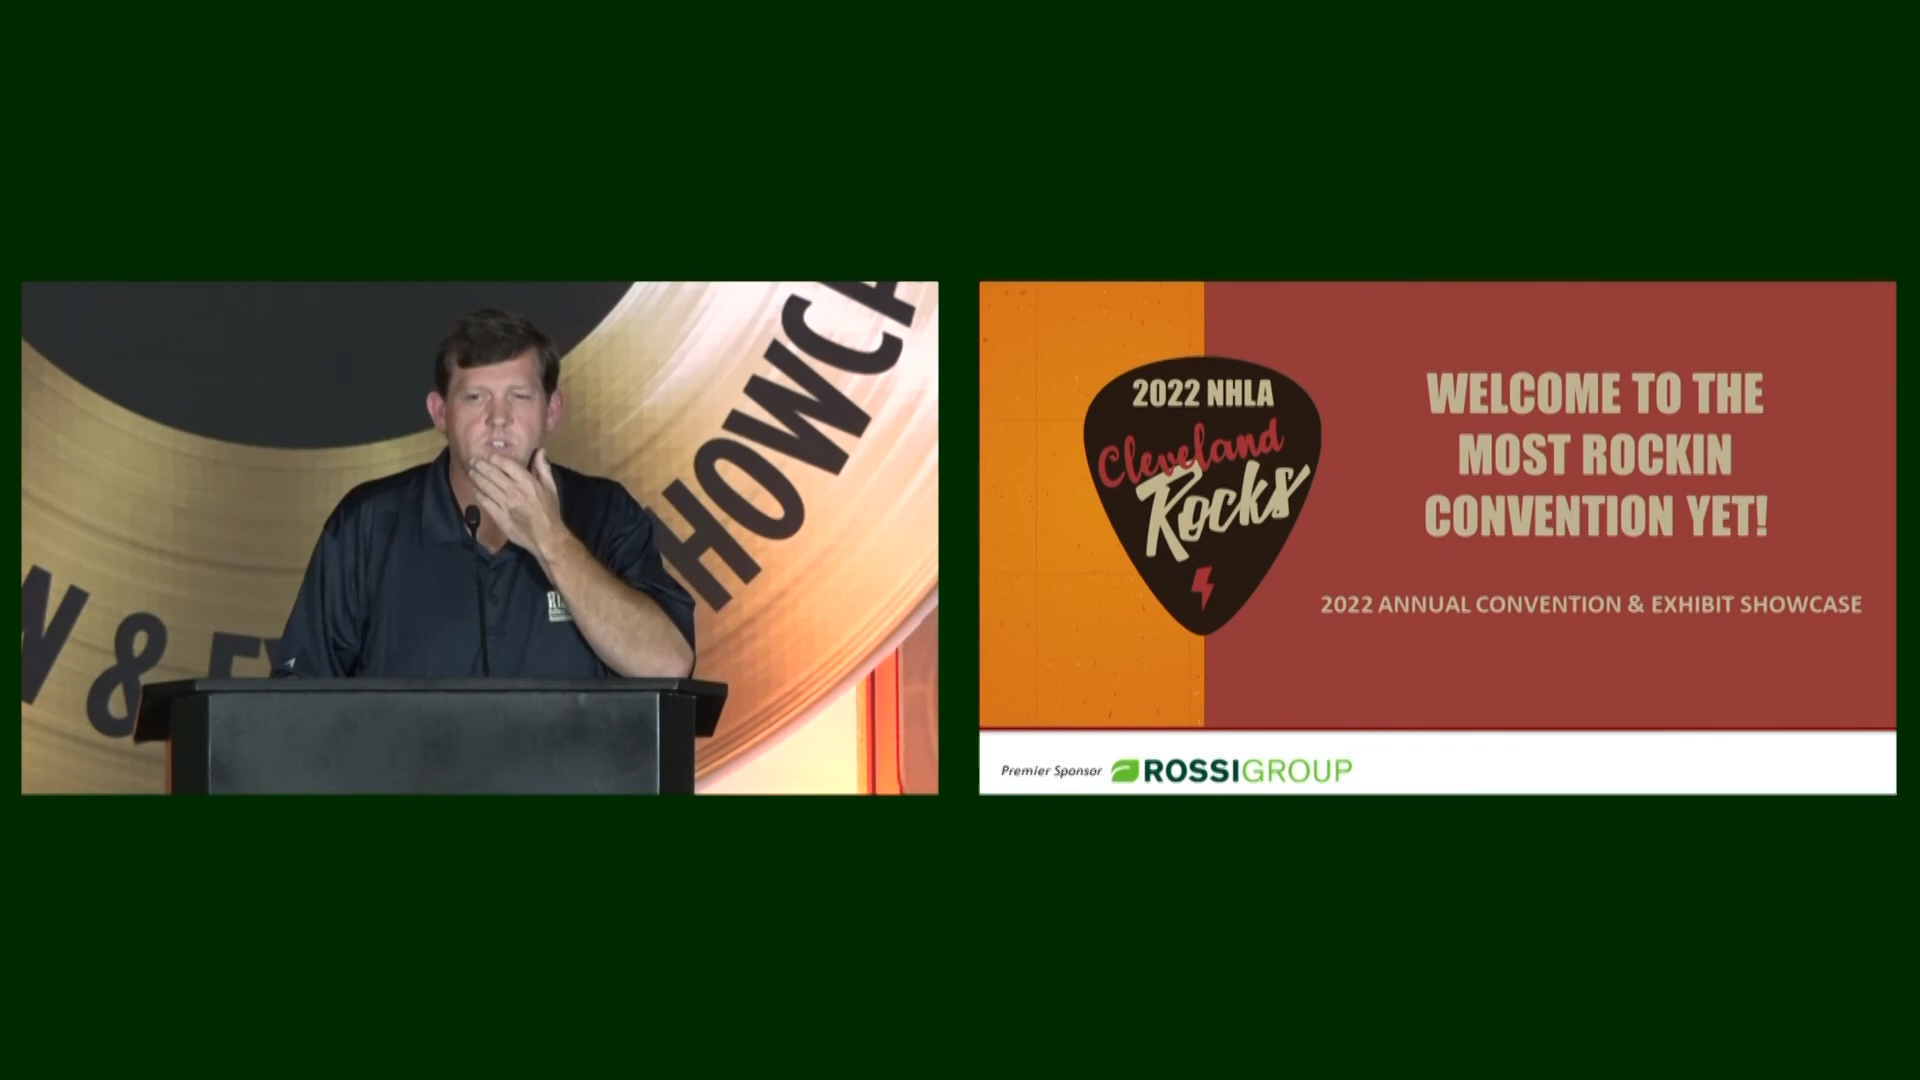 HOWC
N & E
2022 NHLA
Cleveland
Rocks
WELCOME TO THE
MOST ROCKIN
CONVENTION YET!
2022 ANNUAL CONVENTION & EXHIBIT SHOWCASE
Premier Sponsor ROSSIGROUP